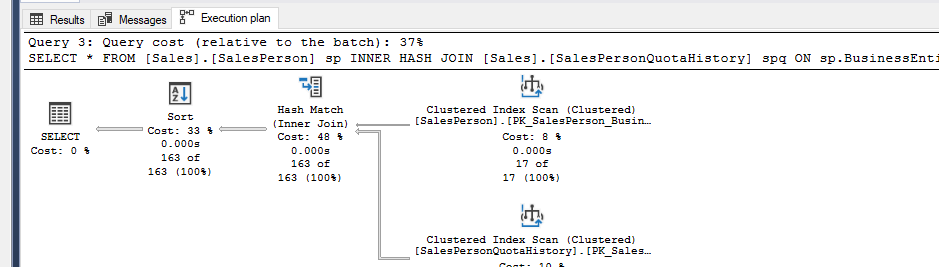 Results
Messages
Execution plan
Query 3: Query cost (relative to the batch): 37%
SELECT * FROM [Sales].[SalesPerson] sp INNER HASH JOIN [Sales].[SalesPersonQuotaHistory] spq ON sp.BusinessEnti
SELECT
Cost: 0 %
Sort
Cost: 33 %
0.000s
163 of
163 (100%)
Hash Match
(Inner Join)
Cost: 48 %
0.000s
163 of
163 (100%)
Clustered Index Scan (Clustered)
[SalesPerson].[PK_SalesPerson_Busin…
Cost: 8 %
0.000s
17 of
17 (100%)
Clustered Index Scan (Clustered)
[SalesPersonQuotaHistory].[PK_Sales…
Cost: 10 %